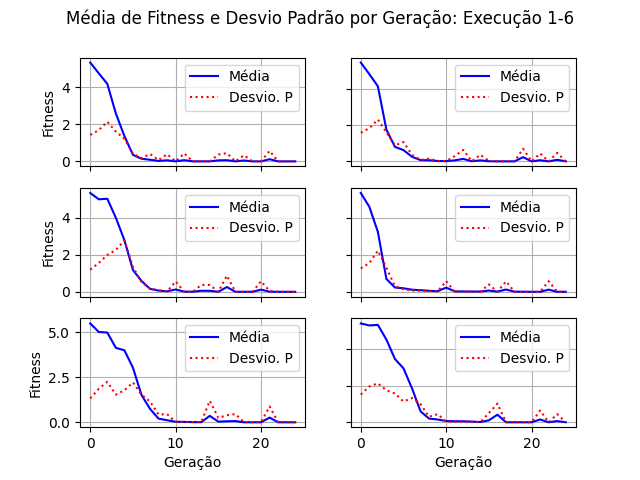 Média de Fitness e Desvio Padrão por Geração: Execução 1-6
Fitness
4
2
0
Média
Desvio. P
Média
Desvio. P
Fitness
4
2
0
Média
Desvio. P
Média
Desvio. P
Fitness
5.0
2.5
0.0
Média
Desvio. P
Média
Desvio. P
0 10 20
0 10 20
Geração
Geração